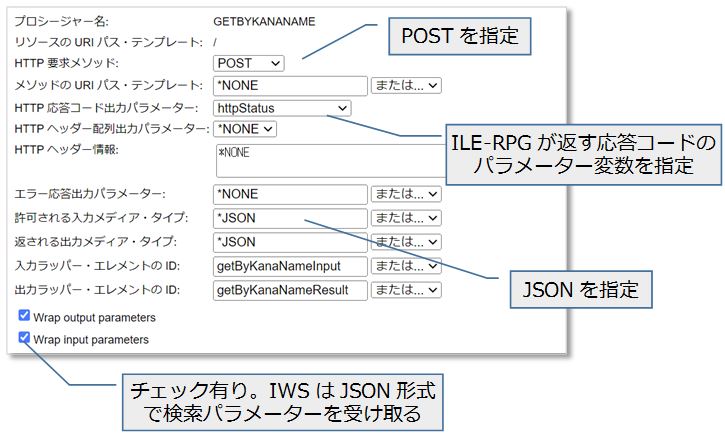 プロシージャー名: GETBYKANANAME
リソースの URI パス・テンプレート: /
HTTP 要求メソッド: POST
メソッドの URI パス・テンプレート: *NONE または...
HTTP 応答コード出力パラメーター: httpStatus
HTTP ヘッダー配列出力パラメーター: *NONE
HTTP ヘッダー情報: *NONE
エラー応答出力パラメーター: *NONE または...
許可される入力メディア・タイプ: *JSON または...
返される出力メディア・タイプ: *JSON または...
入力ラッパー・エレメントの ID: getByKanaNameInput または...
出力ラッパー・エレメントの ID: getByKanaNameResult または...
Wrap output parameters
Wrap input parameters
POST を指定
ILE-RPG が返す応答コードの
パラメーター変数を指定
JSON を指定
チェック有り。IWS は JSON 形式
で検索パラメーターを受け取る